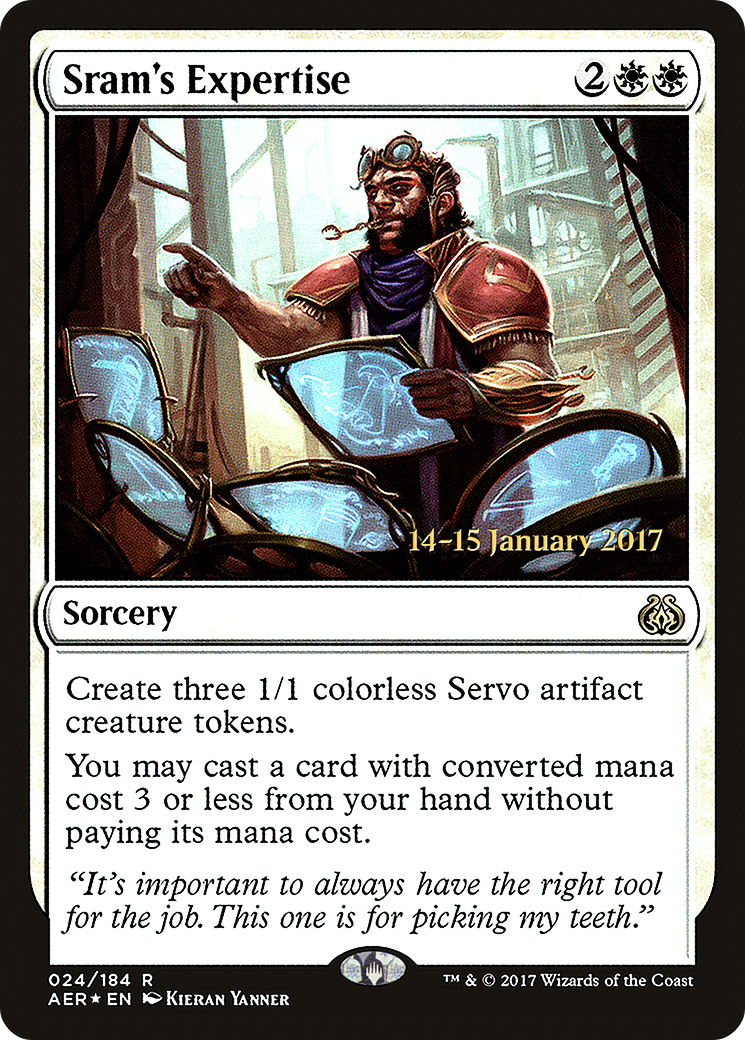 Sram's Expertise
2
14–15 January 2017
Sorcery
Create three 1/1 colorless Servo artifact
creature tokens.
You may cast a card with converted mana
cost 3 or less from your hand without
paying its mana cost.
“It’s important to always have the right tool
for the job. This one is for picking my teeth.”
024/184 R
AER★EN Kieran Yanner
™ & © 2017 Wizards of the Coast